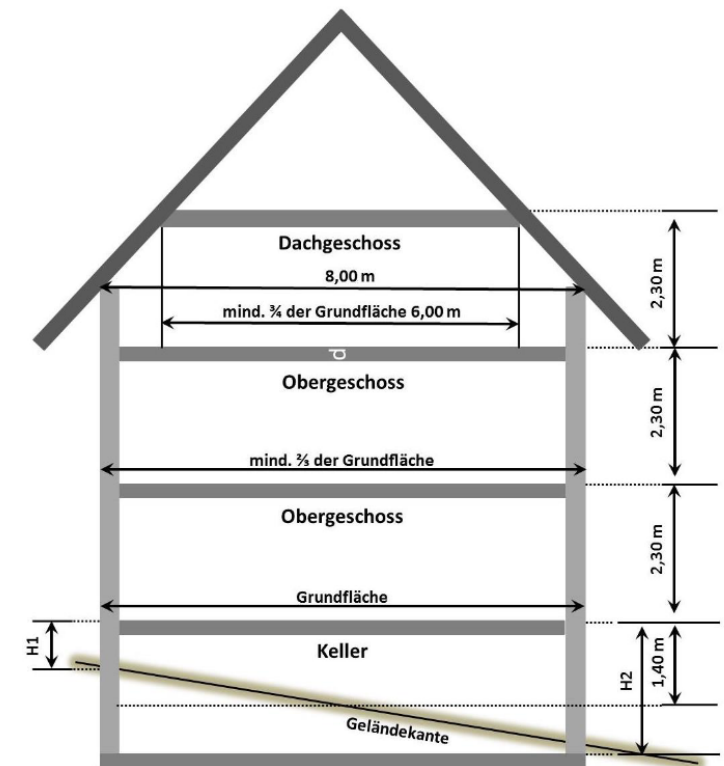 Dachgeschoss
8,00 m
2,30 m
mind. ¾ der Grundfläche 6,00 m
d
Obergeschoss
2,30 m
mind. ⅔ der Grundfläche
Obergeschoss
2,30 m
Grundfläche
H1
Keller
H2
1,40 m
Geländekante